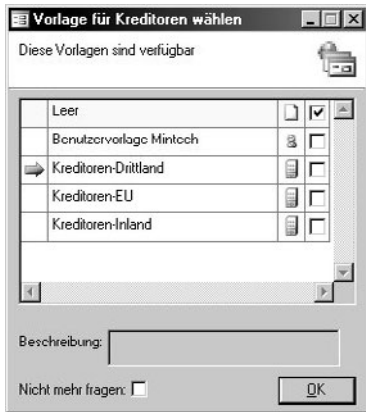 Vorlage für Kreditoren wählen
Diese Vorlagen sind verfügbar
Leer
Benutzervorlage Mintech
Kreditoren-Drittland
Kreditoren-EU
Kreditoren-Inland
Beschreibung:
Nicht mehr fragen:
OK